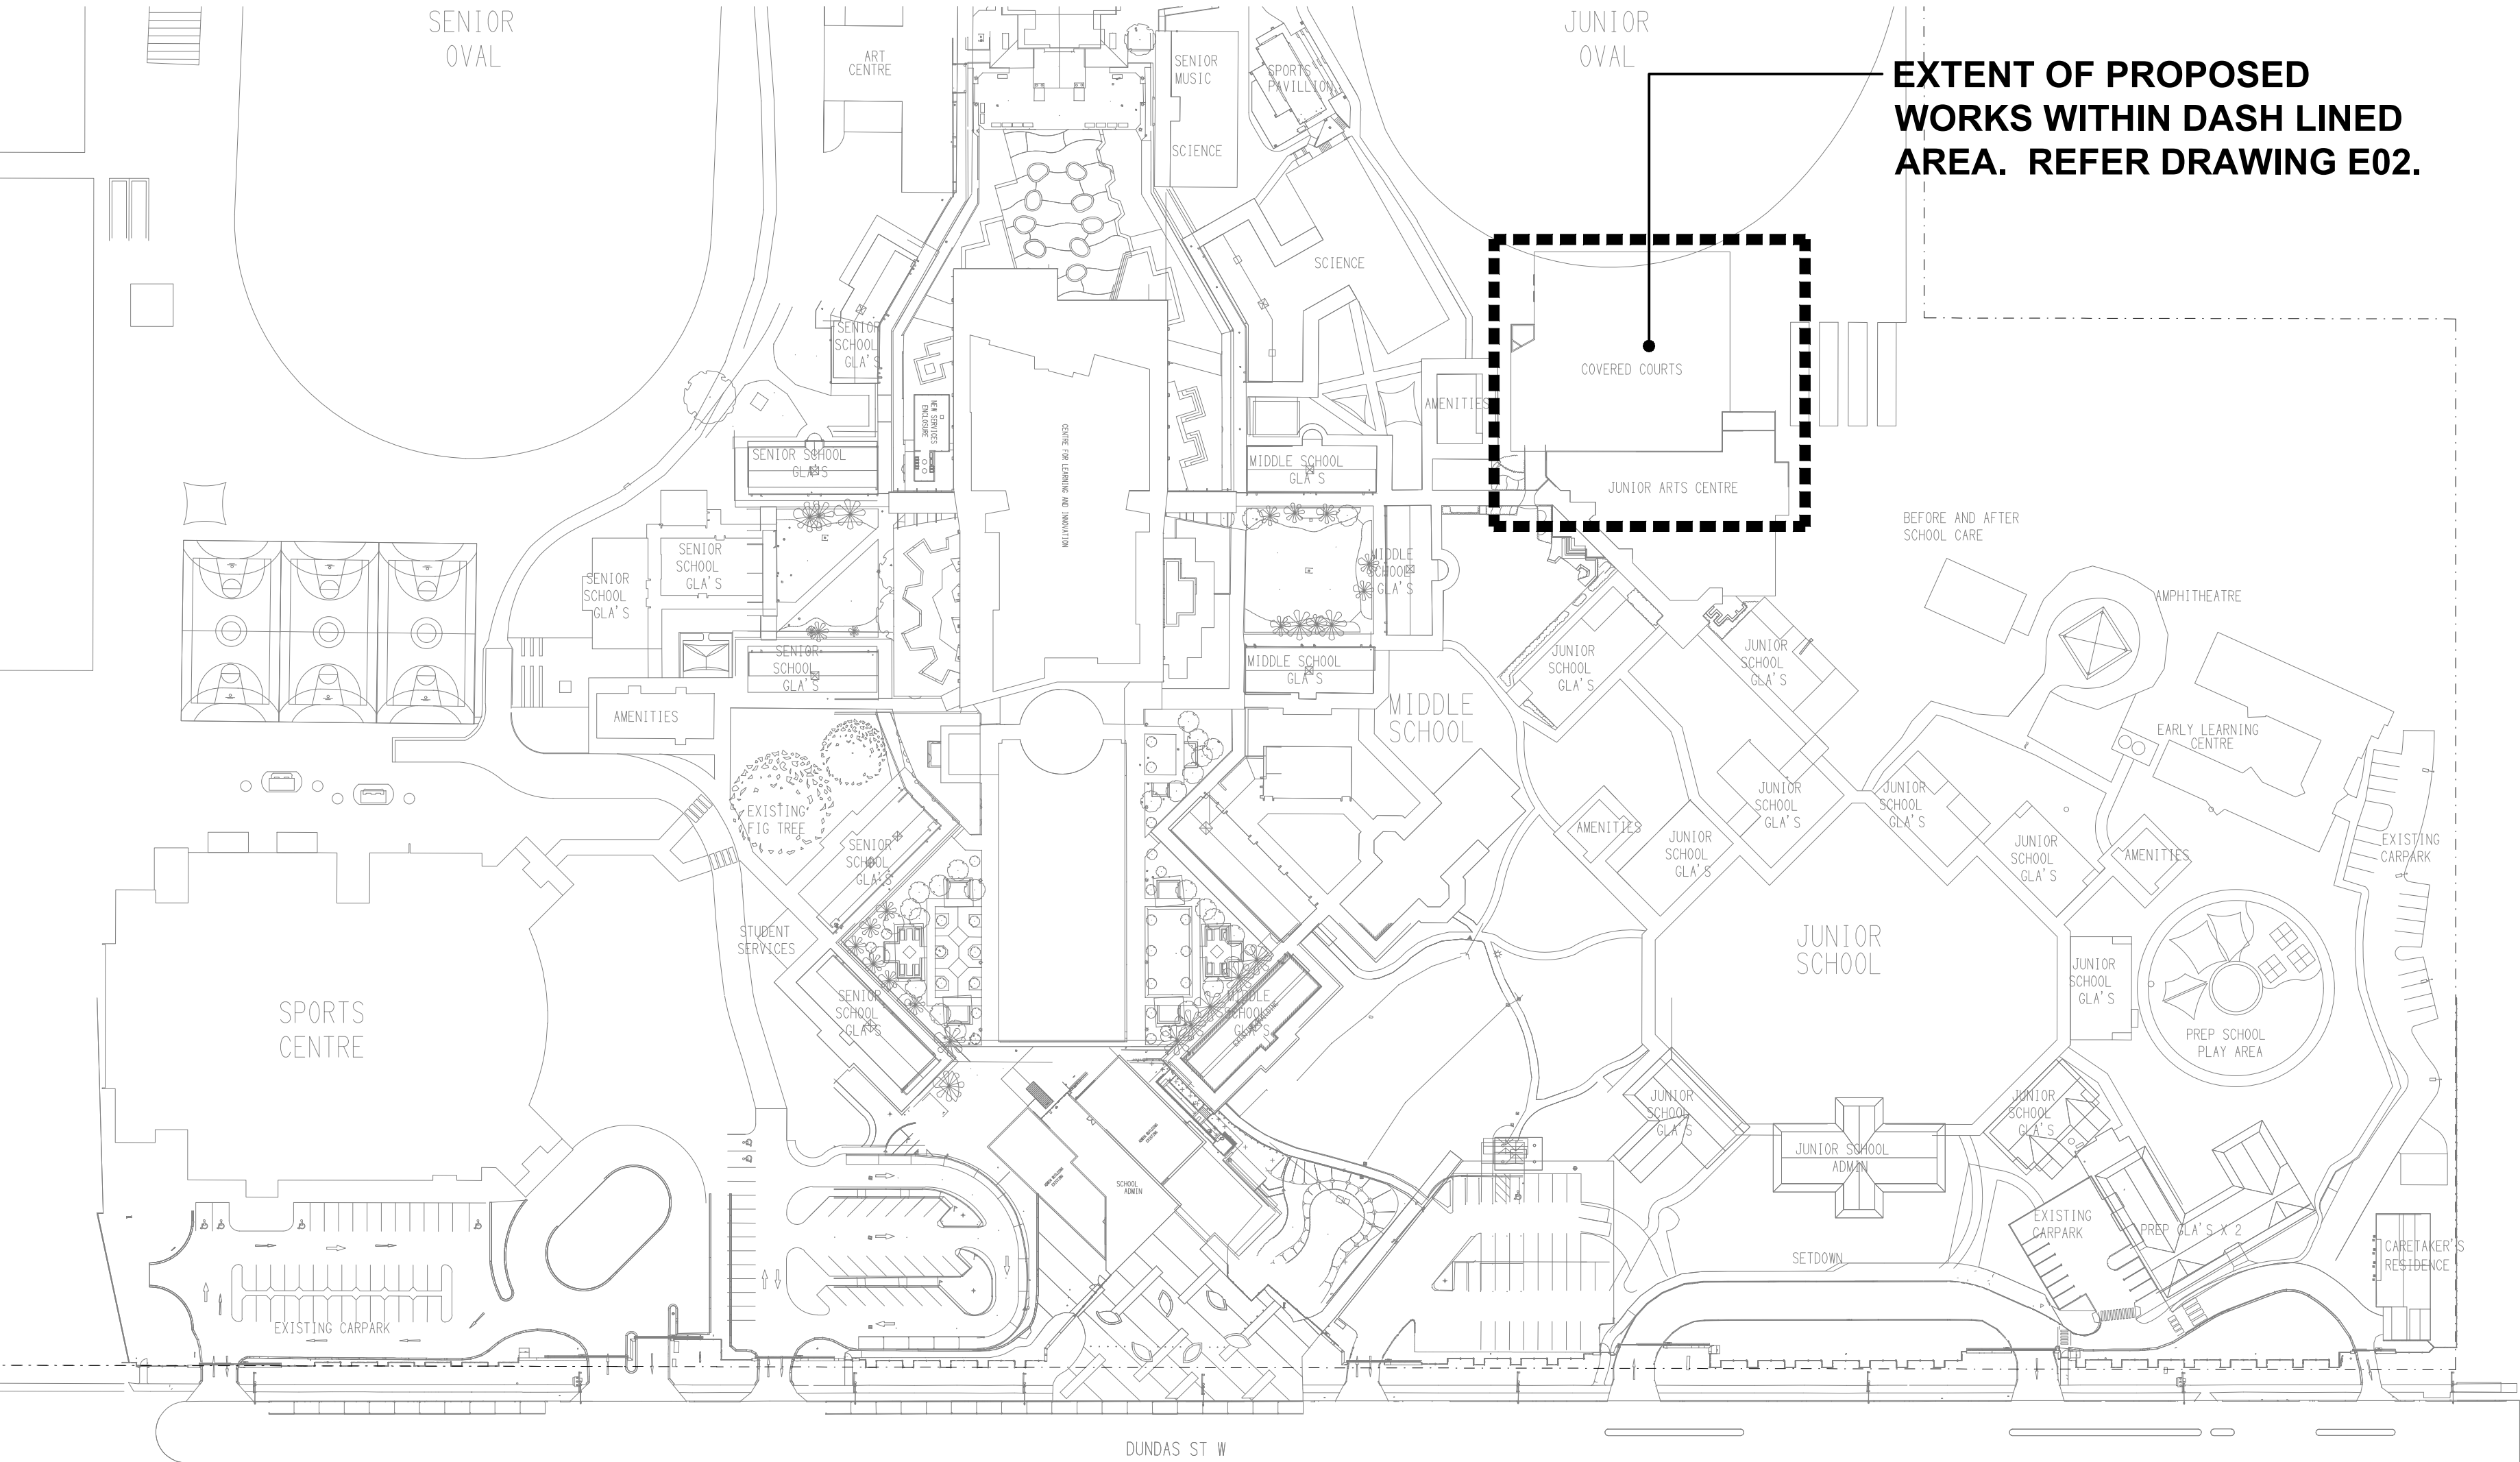 SENIOR
OVAL
ART
CENTRE
SENIOR
MUSIC
SPORTS
PAVILLION
JUNIOR
OVAL
EXTENT OF PROPOSED
WORKS WITHIN DASH LINED
AREA. REFER DRAWING E02.
SCIENCE
SCIENCE
SENIOR
SCHOOL
GLA'S
COVERED COURTS
AMENITIES
NEW SERVICES
ENCLOSURE
CENTRE FOR LEARNING AND INNOVATION
SENIOR SCHOOL
GLA'S
MIDDLE SCHOOL
GLA'S
JUNIOR ARTS CENTRE
BEFORE AND AFTER
SCHOOL CARE
SENIOR
SCHOOL
GLA'S
SENIOR
SCHOOL
GLA'S
MIDDLE
SCHOOL
GLA'S
AMPHITHEATRE
SENIOR
SCHOOL
GLA'S
MIDDLE SCHOOL
GLA'S
JUNIOR
SCHOOL
GLA'S
JUNIOR
SCHOOL
GLA'S
AMENITIES
MIDDLE
SCHOOL
EARLY LEARNING
CENTRE
EXISTING
FIG TREE
JUNIOR
SCHOOL
GLA'S
JUNIOR
SCHOOL
GLA'S
AMENITIES
JUNIOR
SCHOOL
GLA'S
JUNIOR
SCHOOL
GLA'S
AMENITIES
EXISTING
CARPARK
SENIOR
SCHOOL
GLA'S
STUDENT
SERVICES
JUNIOR
SCHOOL
JUNIOR
SCHOOL
GLA'S
SPORTS
CENTRE
SENIOR
SCHOOL
GLA'S
MIDDLE
SCHOOL
GLA'S
PREP SCHOOL
PLAY AREA
JUNIOR
SCHOOL
GLA'S
JUNIOR
SCHOOL
GLA'S
JUNIOR SCHOOL
ADMIN
SCHOOL
ADMIN
EXISTING
CARPARK
PREP GLA'S X 2
SETDOWN
CARETAKER'S
RESIDENCE
EXISTING CARPARK
DUNDAS ST W